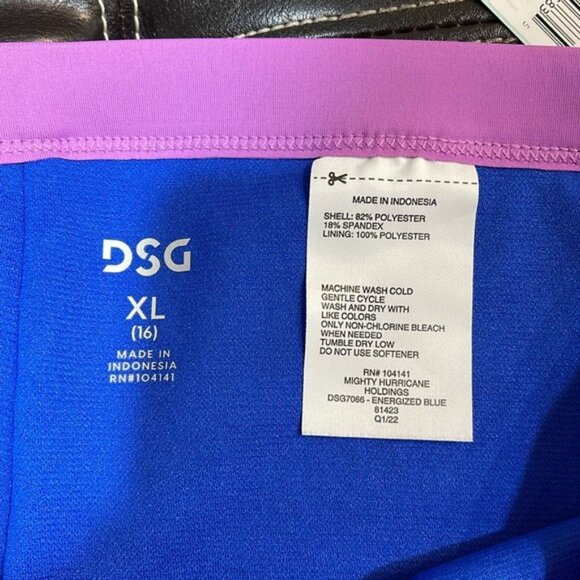 DSG
XL
(16)
MADE IN
INDONESIA
RN#104141
MADE IN INDONESIA
SHELL: 82% POLYESTER
18% SPANDEX
LINING: 100% POLYESTER
MACHINE WASH COLD
GENTLE CYCLE
WASH AND DRY WITH
LIKE COLORS
ONLY NON-CHLORINE BLEACH
WHEN NEEDED
TUMBLE DRY LOW
DO NOT USE SOFTENER
RN# 104141
MIGHTY HURRICANE
HOLDINGS
DSG7066 - ENERGIZED BLUE
81423
Q1/22